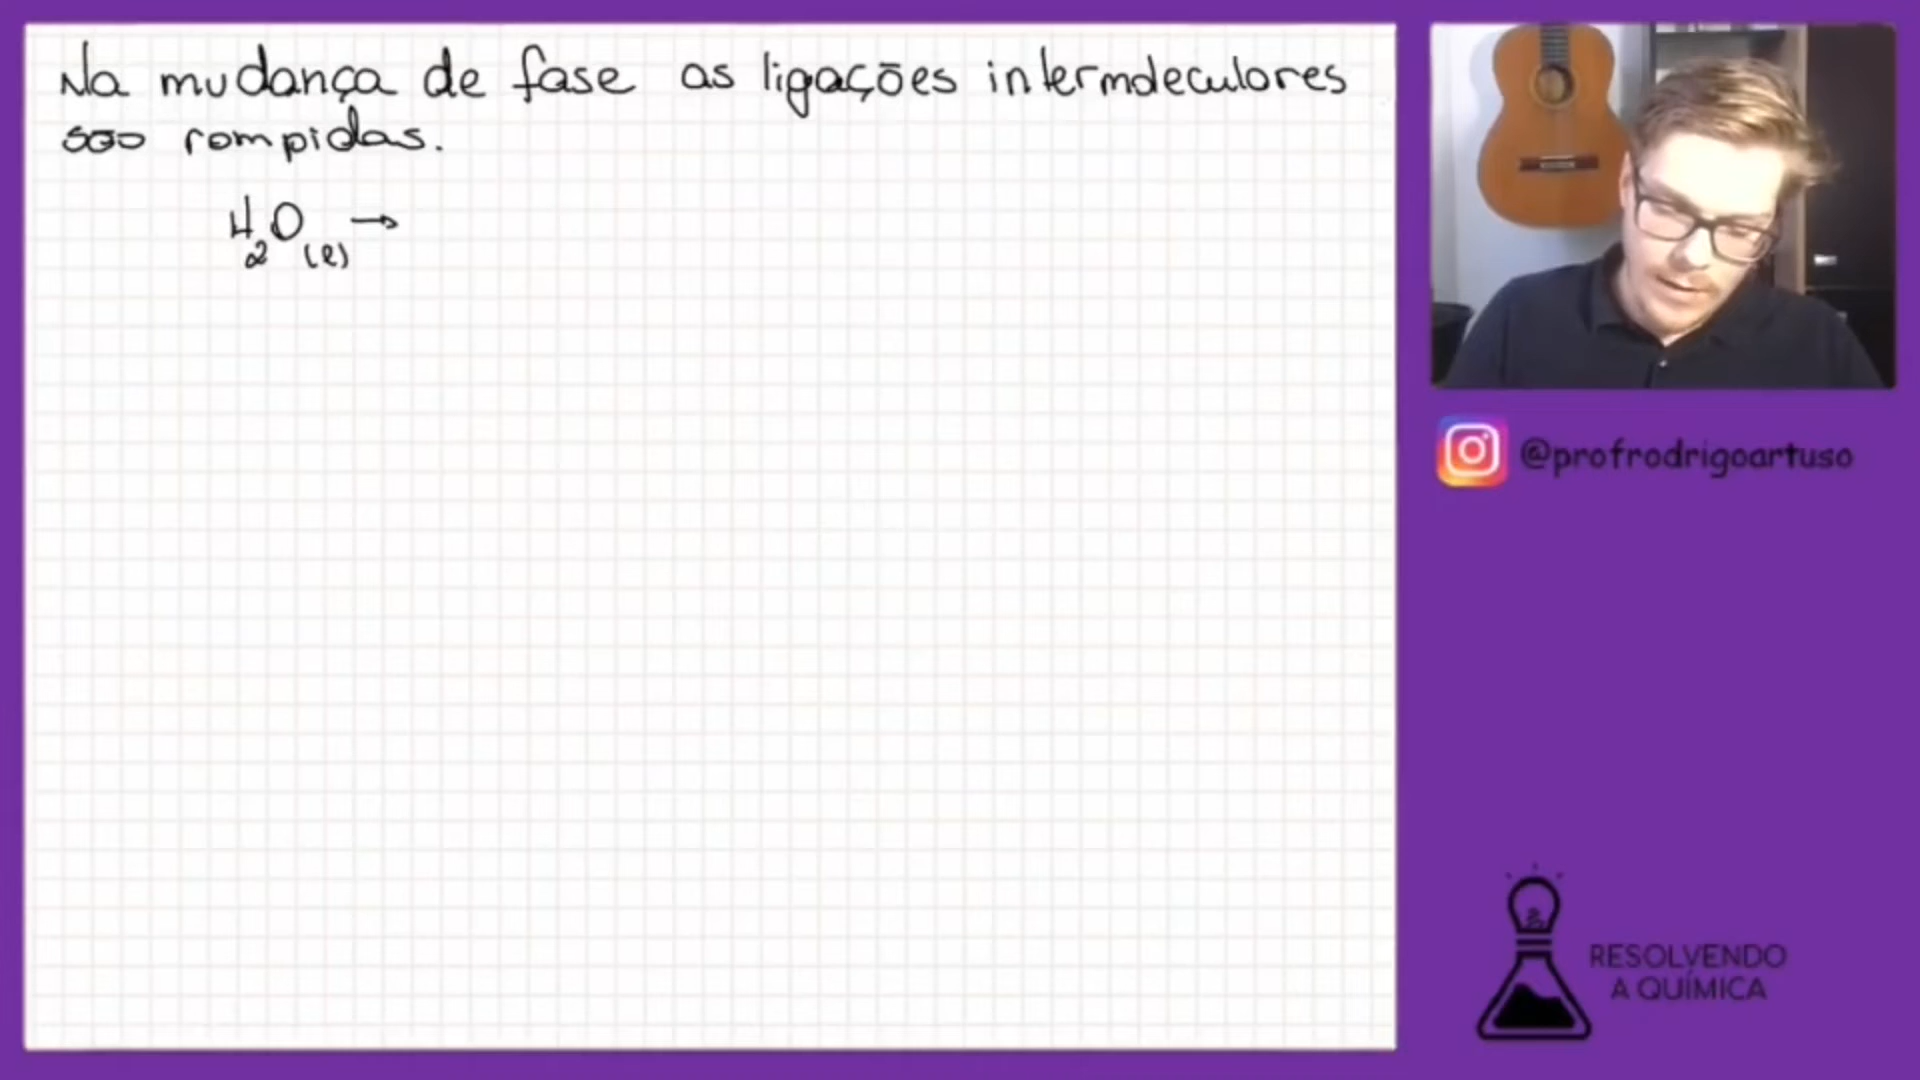 Na mudança de fase as ligações intermoleculares
são rompidas.
H₂O(l) →
@profrodrigoartuso
RESOLVENDO
A QUÍMICA